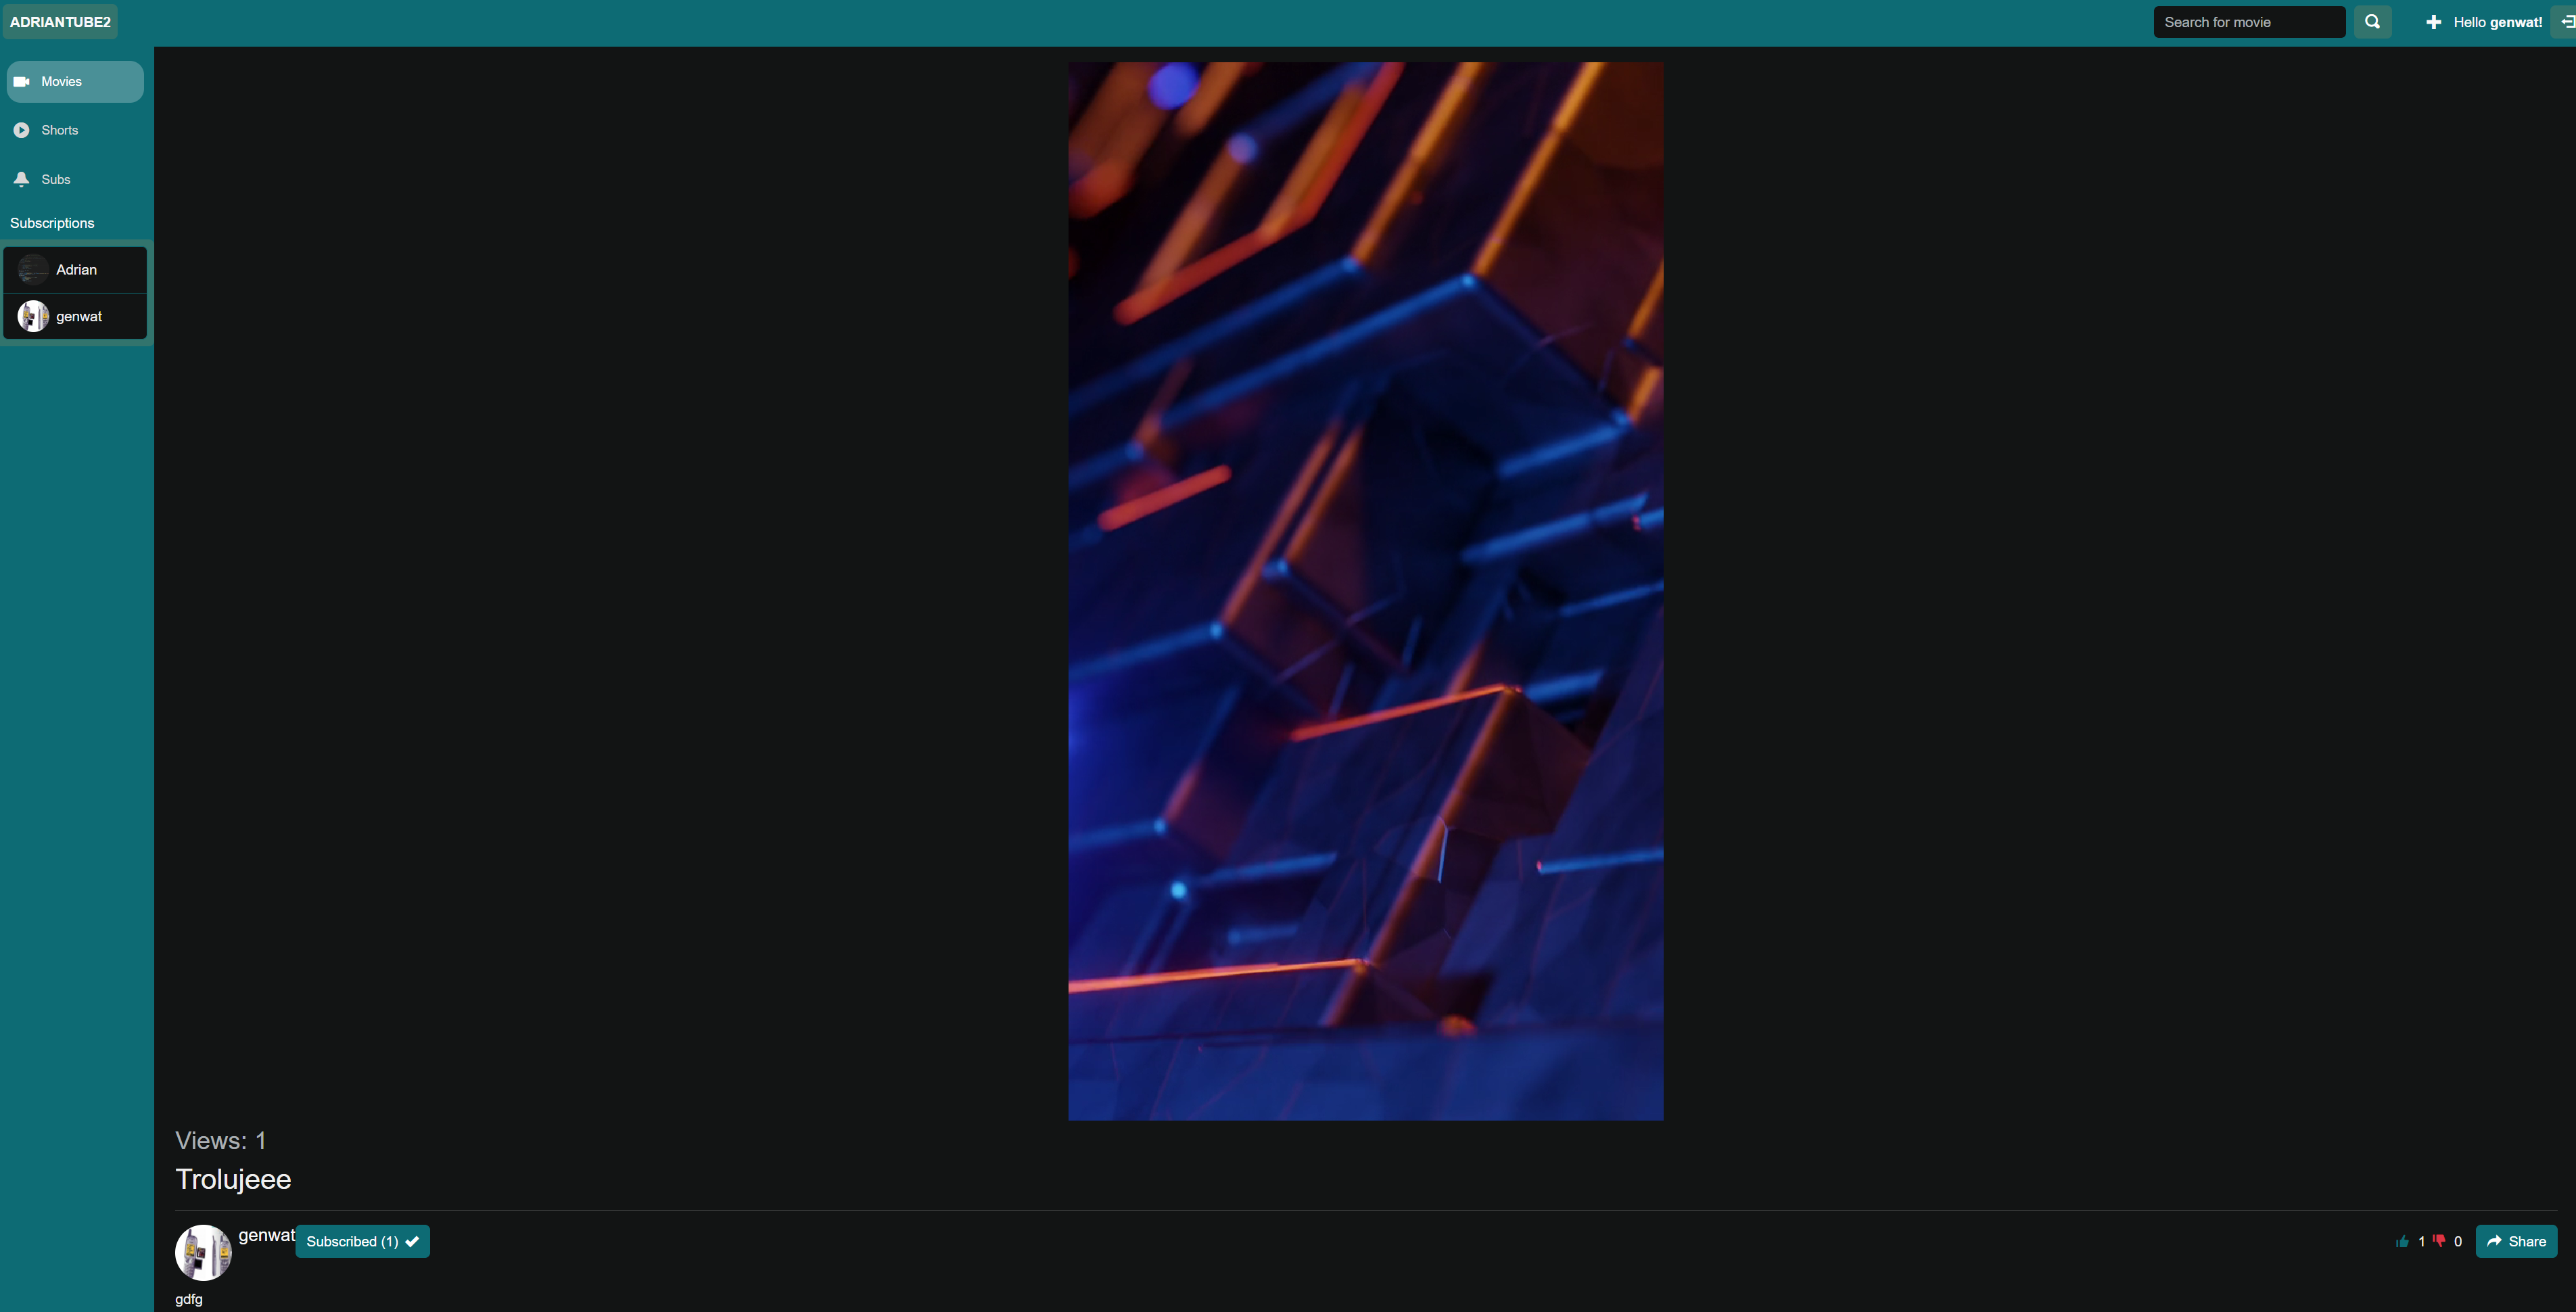 ADRIANTUBE2
Search for movie
Hello genwat!
Movies
Shorts
Subs
Subscriptions
Adrian
genwat
Views: 1
Trolujeee
genwat
Subscribed (1)
1
0
Share
gdfg